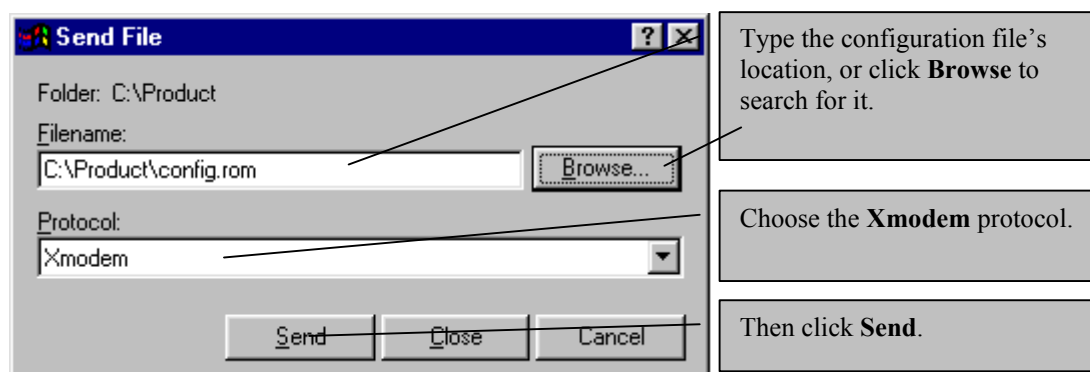 Send File
Folder: C:\Product
Filename:
C:\Product\config.rom
Browse...
Protocol:
Xmodem
Send
Close
Cancel
Type the configuration file's
location, or click Browse to
search for it.
Choose the Xmodem protocol.
Then click Send.